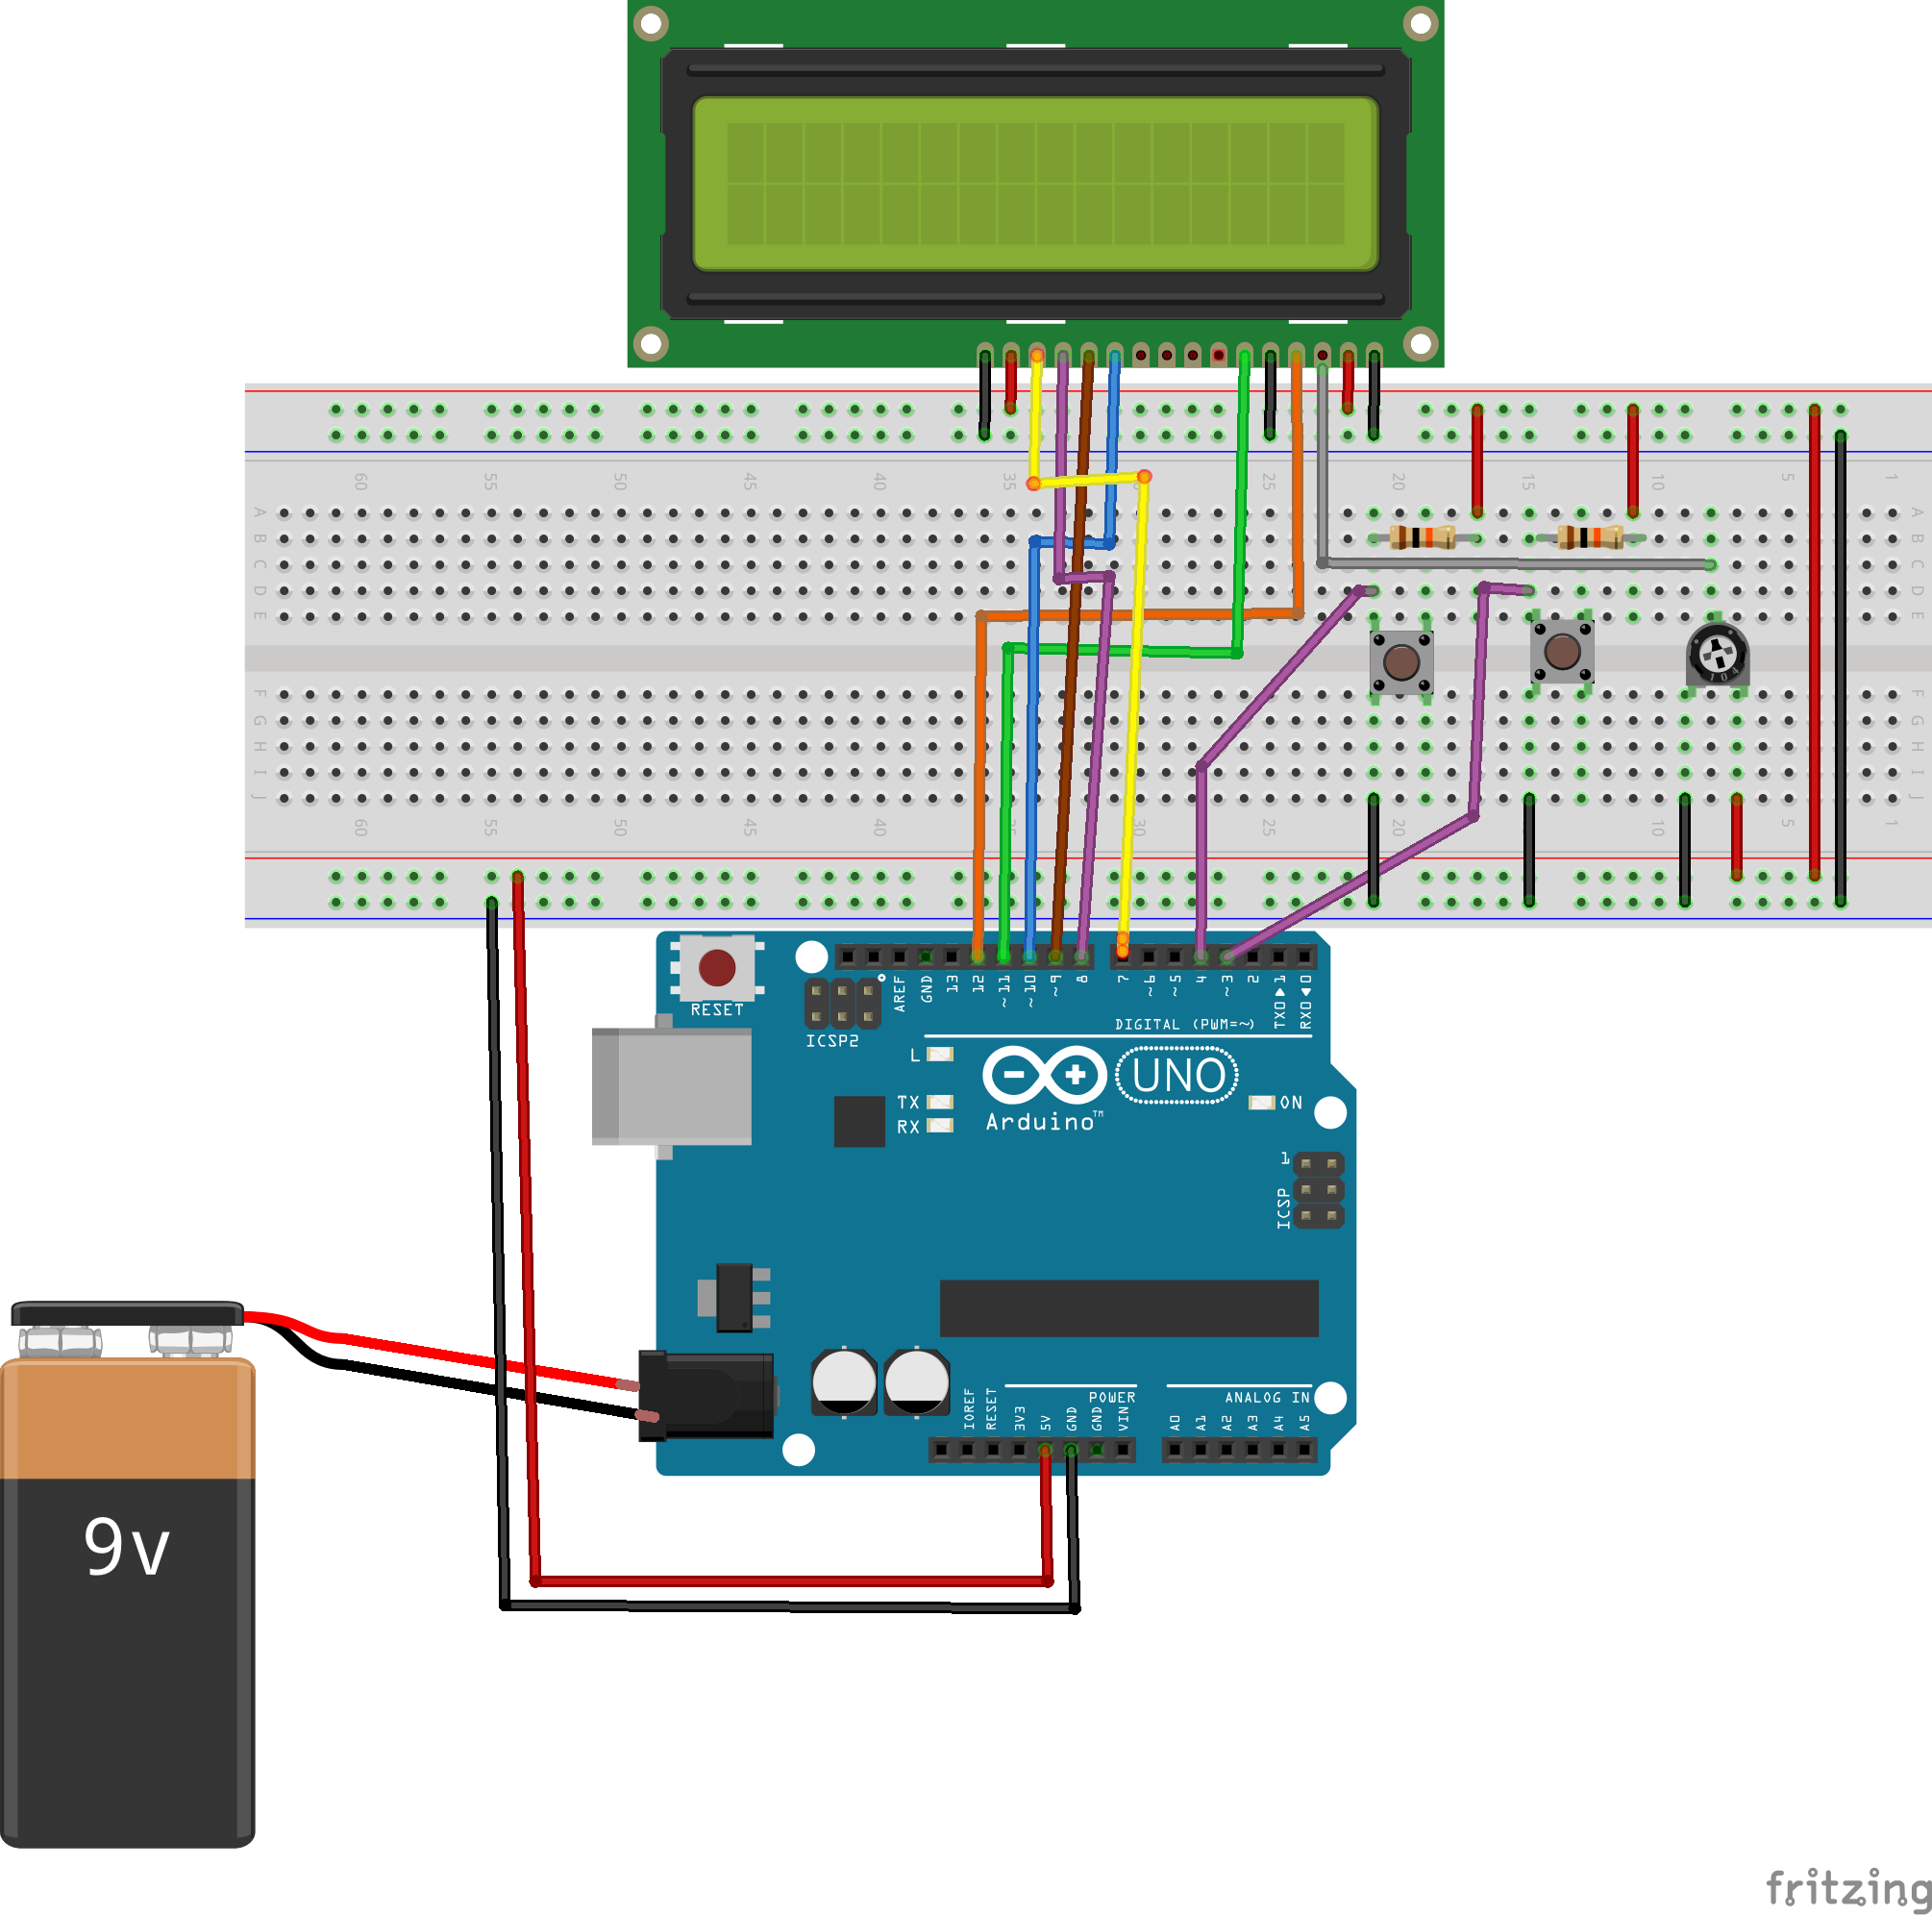 60 55 50 45 40 35 30 25 20 15 10 5 1
A A
B B
C C
D D
E E
104
F F
G G
H H
I I
J J
60 55 50 45 40 35 30 25 20 15 10 5 1
RESET
AREF GND 13 12 ~11 ~10 ~9 8 7 ~6 ~5 4 ~3 2 TX0▶1 RX0◀0
ICSP2
DIGITAL (PWM=~)
L
UNO
TX ON
RX
Arduino™
1
ICSP
POWER ANALOG IN
IOREF RESET 3V3 5V GND GND VIN A0 A1 A2 A3 A4 A5
9v
fritzing